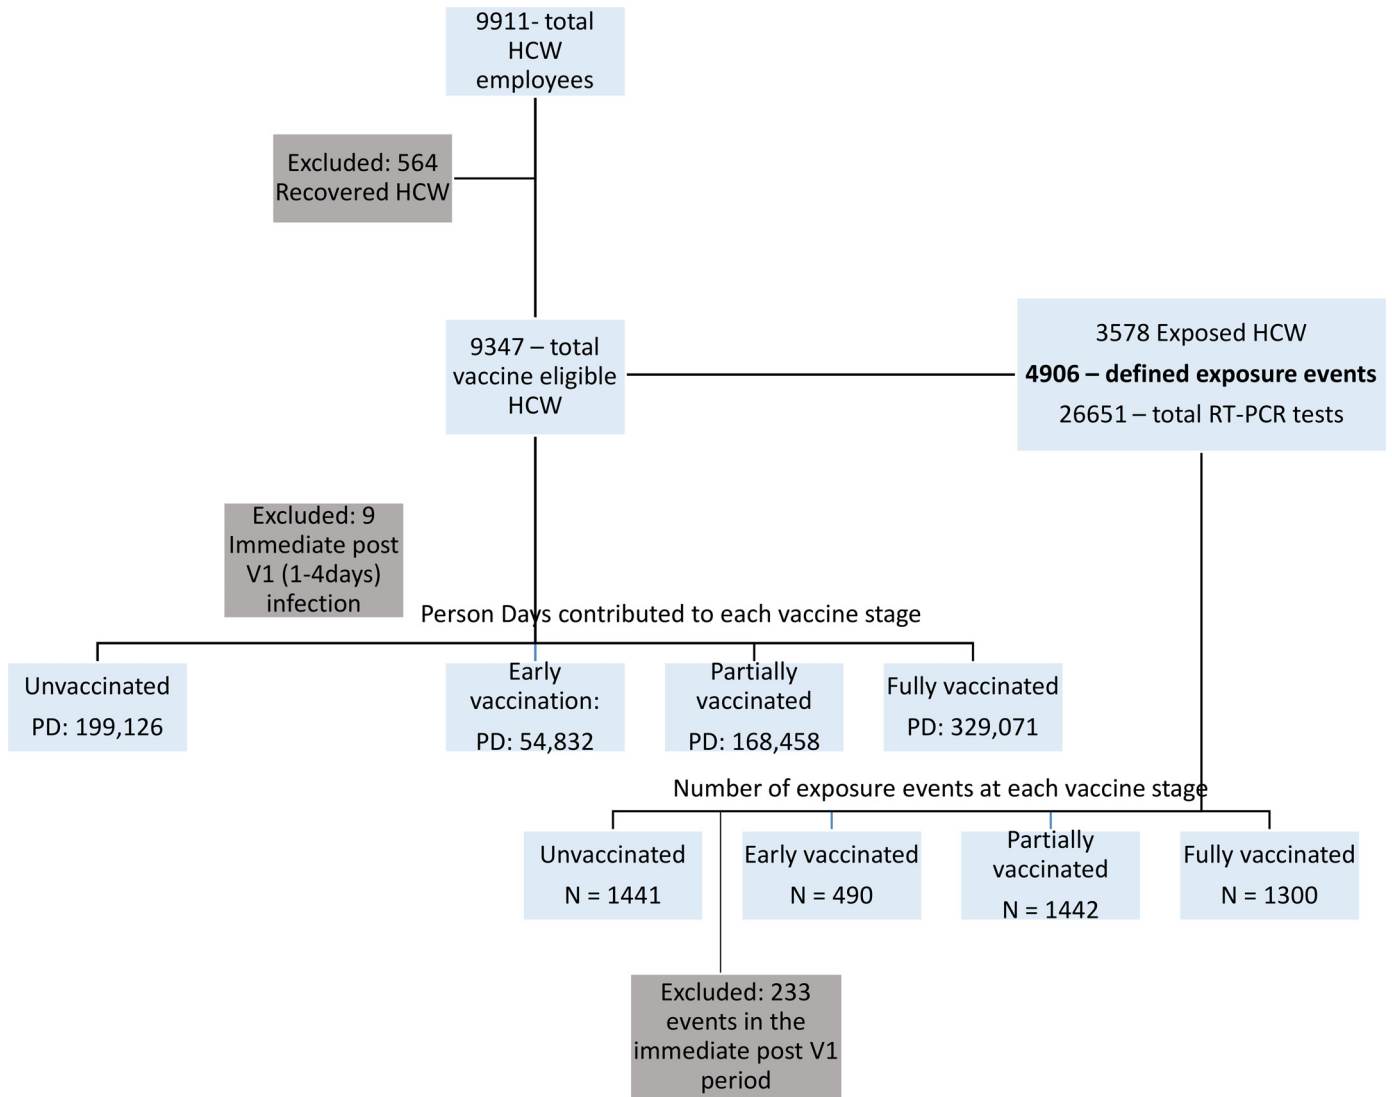 9911- total
HCW
employees
Excluded: 564
Recovered HCW
9347 – total
vaccine eligible
HCW
3578 Exposed HCW
4906 – defined exposure events
26651 – total RT-PCR tests
Excluded: 9
Immediate post
V1 (1-4days)
infection
Person Days contributed to each vaccine stage
Unvaccinated
PD: 199,126
Early
vaccination:
PD: 54,832
Partially
vaccinated
PD: 168,458
Fully vaccinated
PD: 329,071
Number of exposure events at each vaccine stage
Unvaccinated
N = 1441
Early vaccinated
N = 490
Partially
vaccinated
N = 1442
Fully vaccinated
N = 1300
Excluded: 233
events in the
immediate post V1
period